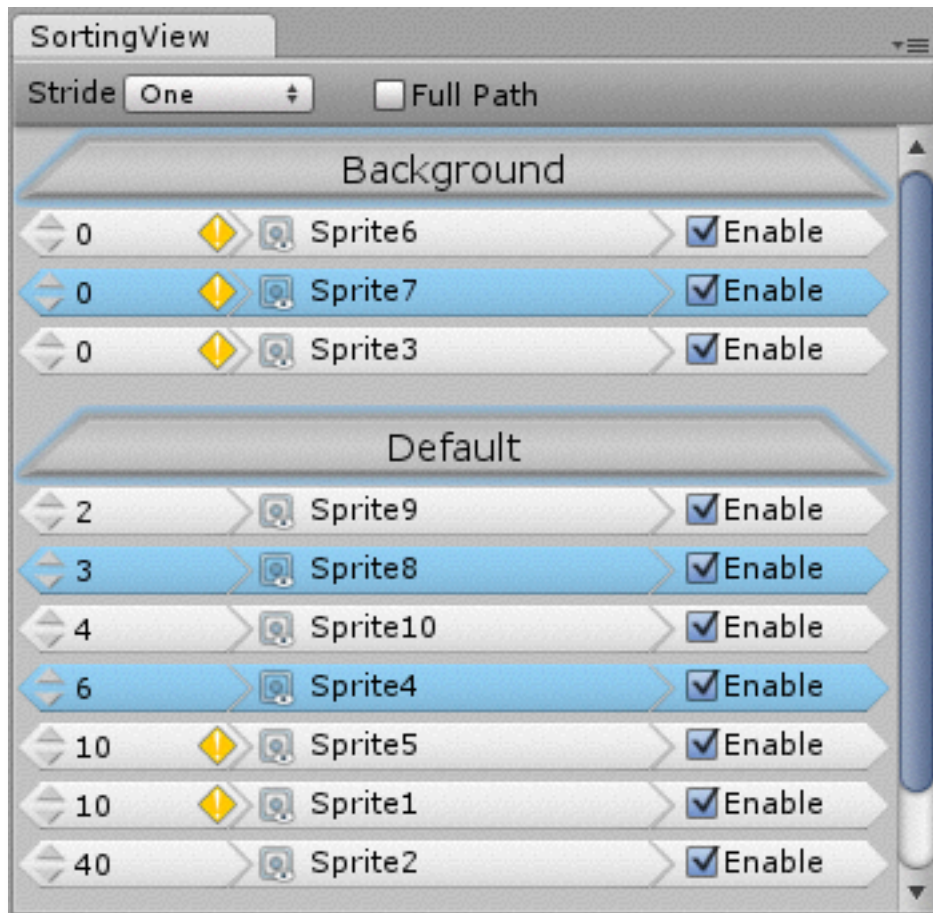 SortingView
Stride One Full Path
Background
0 Sprite6 Enable
0 Sprite7 Enable
0 Sprite3 Enable
Default
2 Sprite9 Enable
3 Sprite8 Enable
4 Sprite10 Enable
6 Sprite4 Enable
10 Sprite5 Enable
10 Sprite1 Enable
40 Sprite2 Enable